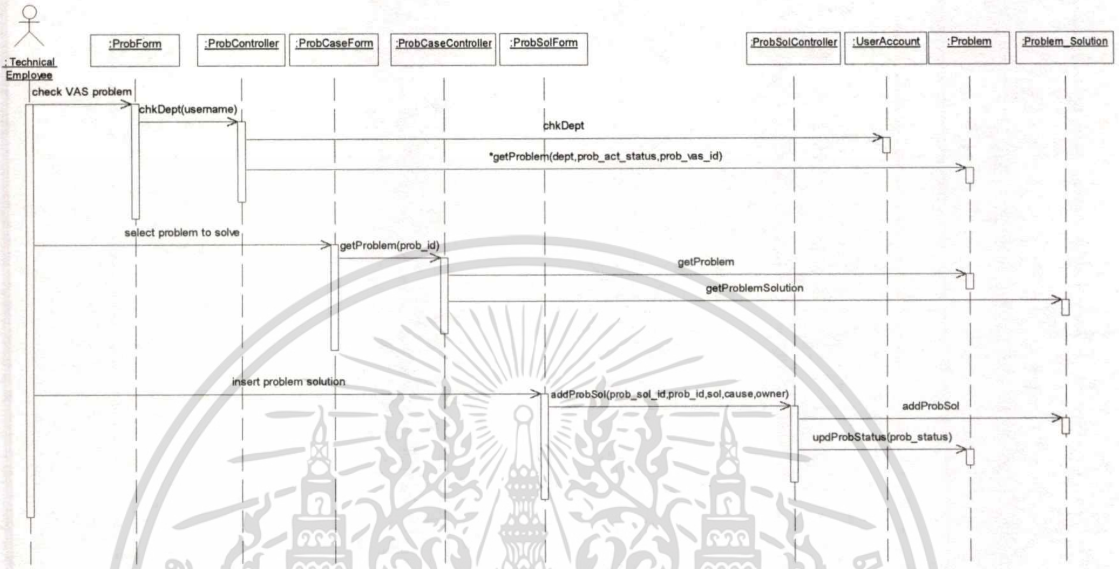 :ProbForm
:ProbController
:ProbCaseForm
:ProbCaseController
:ProbSolForm
:ProbSolController
:UserAccount
:Problem
:Problem_Solution
: Technical
Employee
check VAS problem
chkDept(username)
chkDept
*getProblem(dept,prob_act_status,prob_vas_id)
select problem to solve
getProblem(prob_id)
getProblem
getProblemSolution
insert problem solution
addProbSol(prob_sol_id,prob_id,sol,cause,owner)
addProbSol
updProbStatus(prob_status)